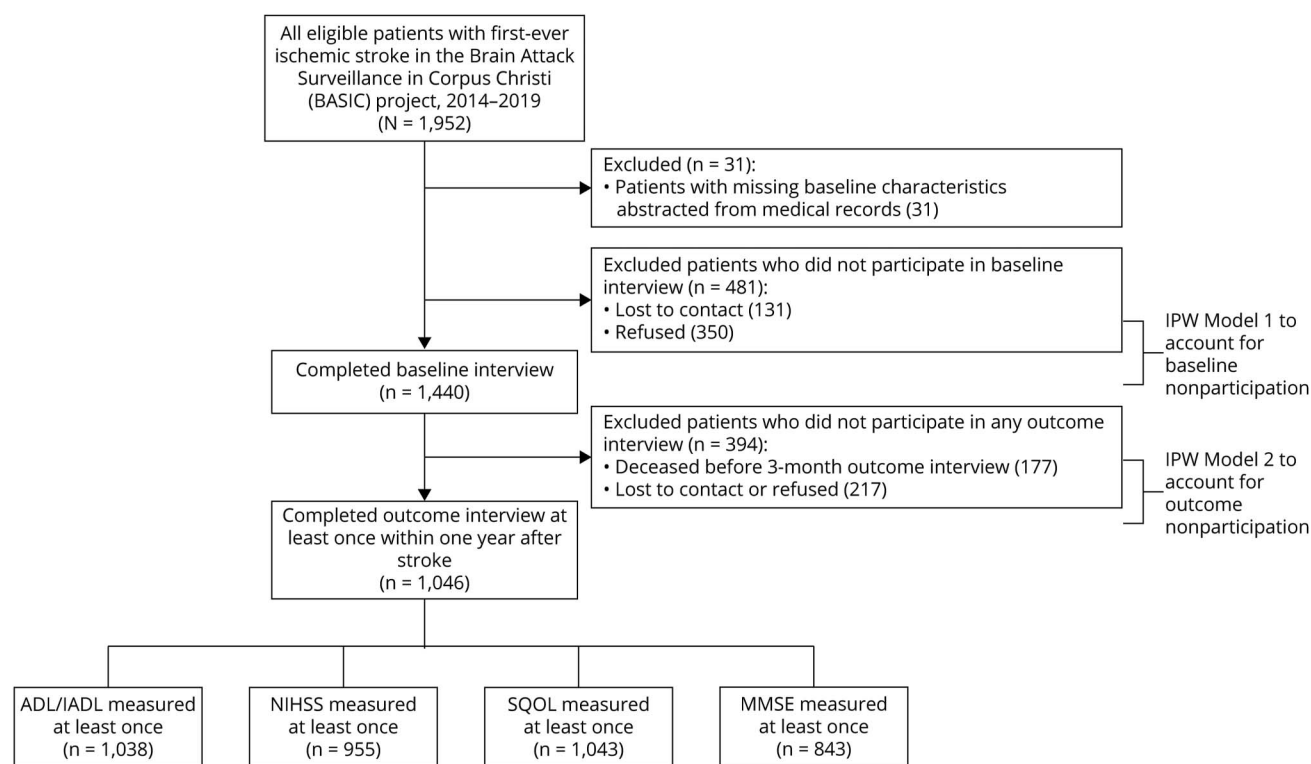 All eligible patients with first-ever
ischemic stroke in the Brain Attack
Surveillance in Corpus Christi
(BASIC) project, 2014–2019
(N = 1,952)
Excluded (n = 31):
• Patients with missing baseline characteristics
abstracted from medical records (31)
Excluded patients who did not participate in baseline
interview (n = 481):
• Lost to contact (131)
• Refused (350)
IPW Model 1 to
account for
baseline
nonparticipation
Completed baseline interview
(n = 1,440)
Excluded patients who did not participate in any outcome
interview (n = 394):
• Deceased before 3-month outcome interview (177)
• Lost to contact or refused (217)
IPW Model 2 to
account for
outcome
nonparticipation
Completed outcome interview at
least once within one year after
stroke
(n = 1,046)
ADL/IADL measured
at least once
(n = 1,038)
NIHSS measured
at least once
(n = 955)
SQOL measured
at least once
(n = 1,043)
MMSE measured
at least once
(n = 843)